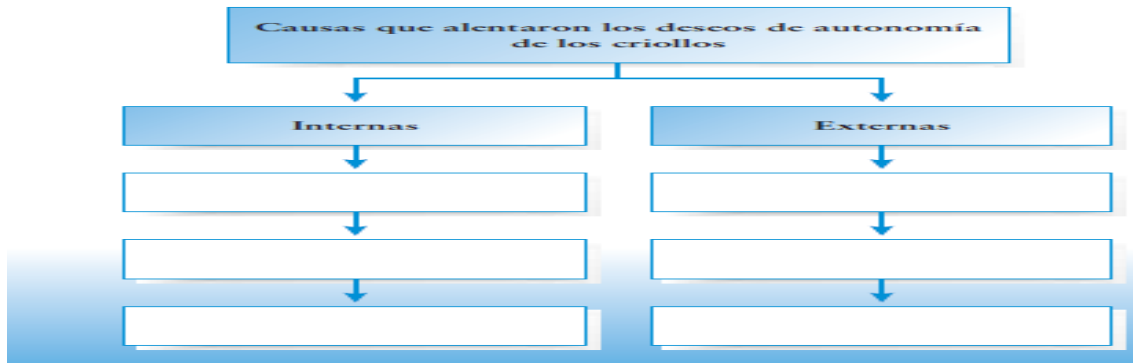 Causas que alentaron los deseos de autonomía
de los criollos
Internas
Externas